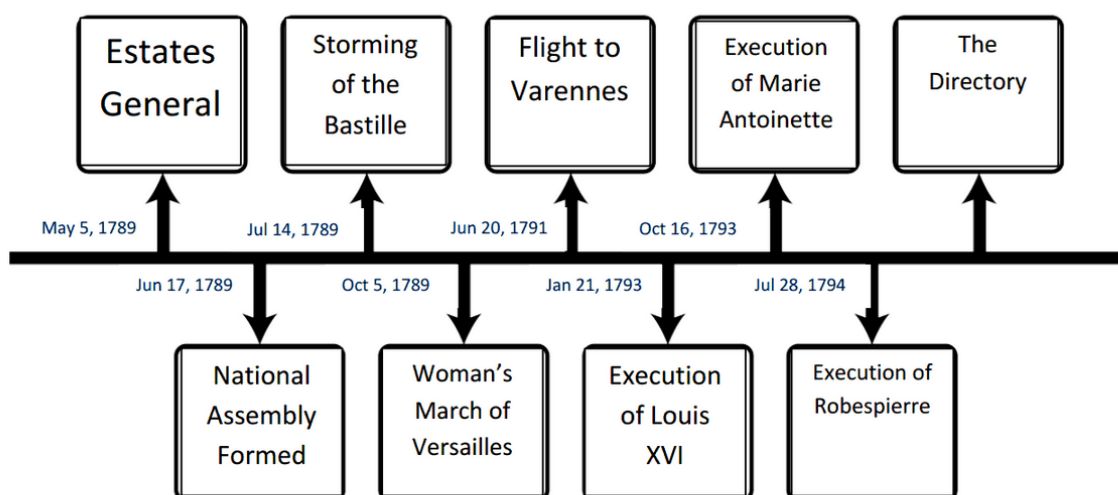 Estates
General
Storming
of the
Bastille
Flight to
Varennes
Execution
of Marie
Antoinette
The
Directory
May 5, 1789
Jul 14, 1789
Jun 20, 1791
Oct 16, 1793
Jun 17, 1789
Oct 5, 1789
Jan 21, 1793
Jul 28, 1794
National
Assembly
Formed
Woman’s
March of
Versailles
Execution
of Louis
XVI
Execution of
Robespierre